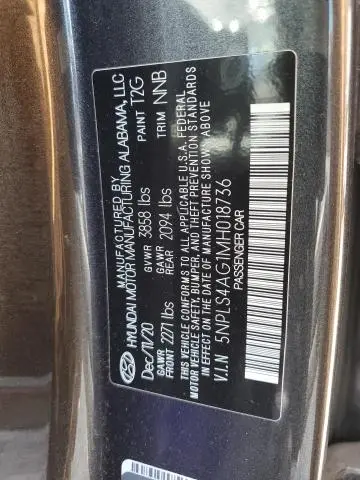 MANUFACTURED BY
HYUNDAI MOTOR MANUFACTURING ALABAMA, LLC
Dec/11/20 GVWR 3858 lbs PAINT T2G
GAWR FRONT 2271 lbs GAWR REAR 2094 lbs TRIM NNB
THIS VEHICLE CONFORMS TO ALL APPLICABLE U.S.A. FEDERAL
MOTOR VEHICLE SAFETY, BUMPER, AND THEFT PREVENTION STANDARDS
IN EFFECT ON THE DATE OF MANUFACTURE SHOWN ABOVE.
V.I.N 5NPLS4AG1MH018736
PASSENGER CAR